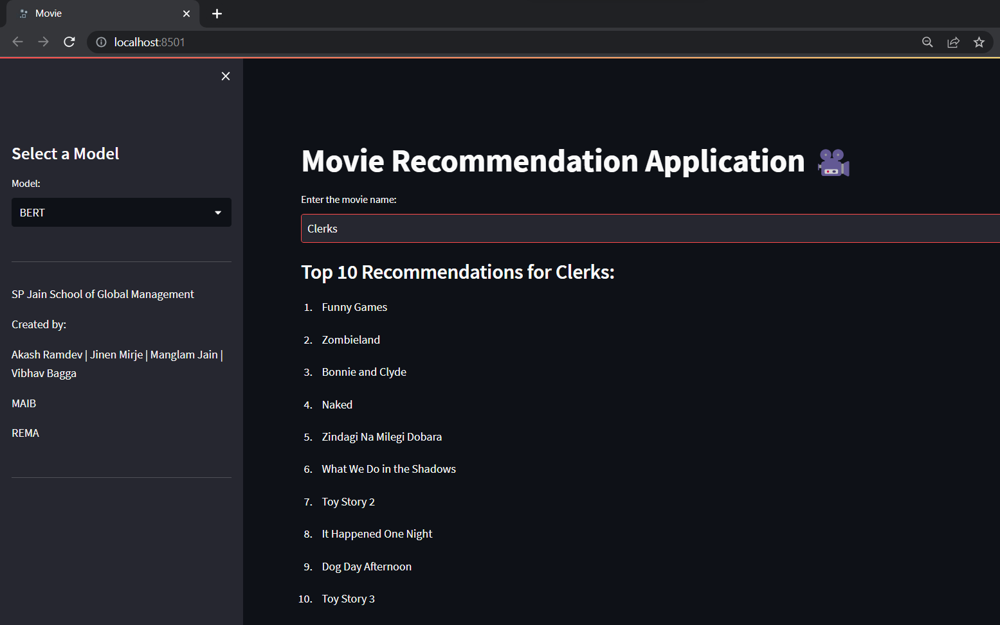 Movie
localhost:8501
Select a Model
Model:
BERT
SP Jain School of Global Management
Created by:
Akash Ramdev | Jinen Mirje | Manglam Jain |
Vibhav Bagga
MAIB
REMA
Movie Recommendation Application
Enter the movie name:
Clerks
Top 10 Recommendations for Clerks:
1. Funny Games
2. Zombieland
3. Bonnie and Clyde
4. Naked
5. Zindagi Na Milegi Dobara
6. What We Do in the Shadows
7. Toy Story 2
8. It Happened One Night
9. Dog Day Afternoon
10. Toy Story 3